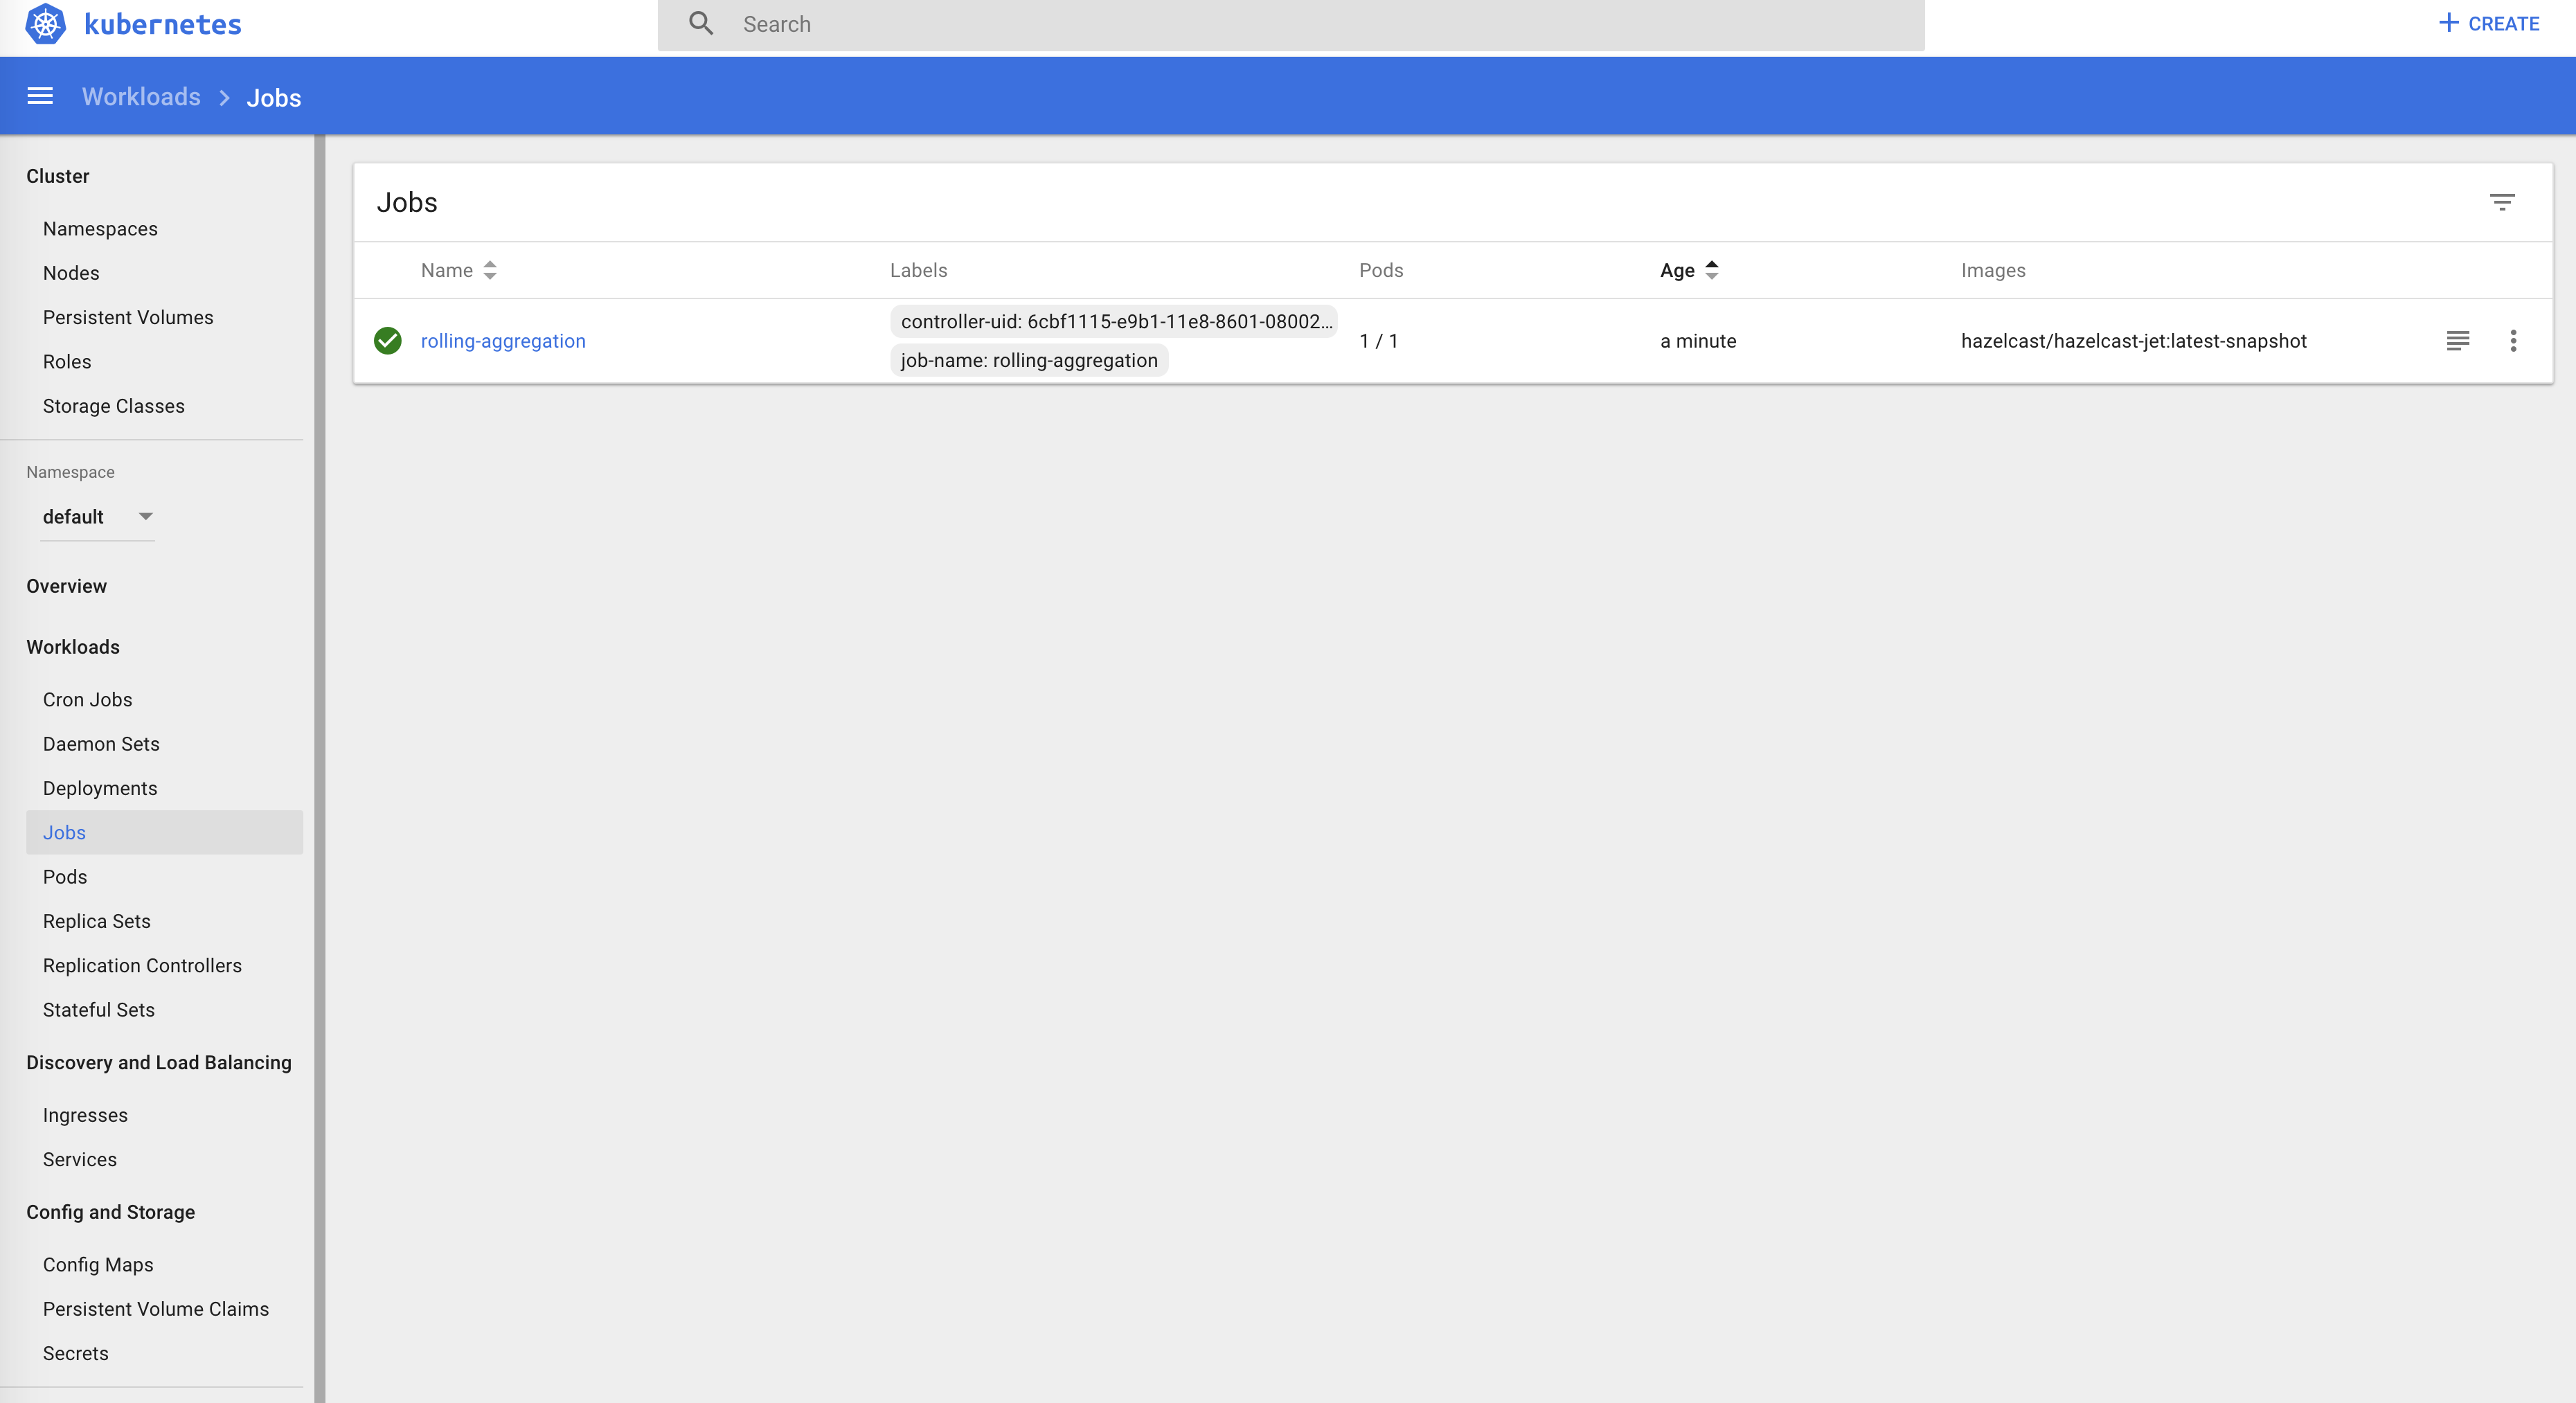 kubernetes
Search
CREATE
Workloads > Jobs
Cluster
Namespaces
Nodes
Persistent Volumes
Roles
Storage Classes
Namespace
default
Overview
Workloads
Cron Jobs
Daemon Sets
Deployments
Jobs
Pods
Replica Sets
Replication Controllers
Stateful Sets
Discovery and Load Balancing
Ingresses
Services
Config and Storage
Config Maps
Persistent Volume Claims
Secrets
Jobs
Name Labels Pods Age Images
rolling-aggregation
controller-uid: 6cbf1115-e9b1-11e8-8601-08002...
job-name: rolling-aggregation
1 / 1
a minute
hazelcast/hazelcast-jet:latest-snapshot